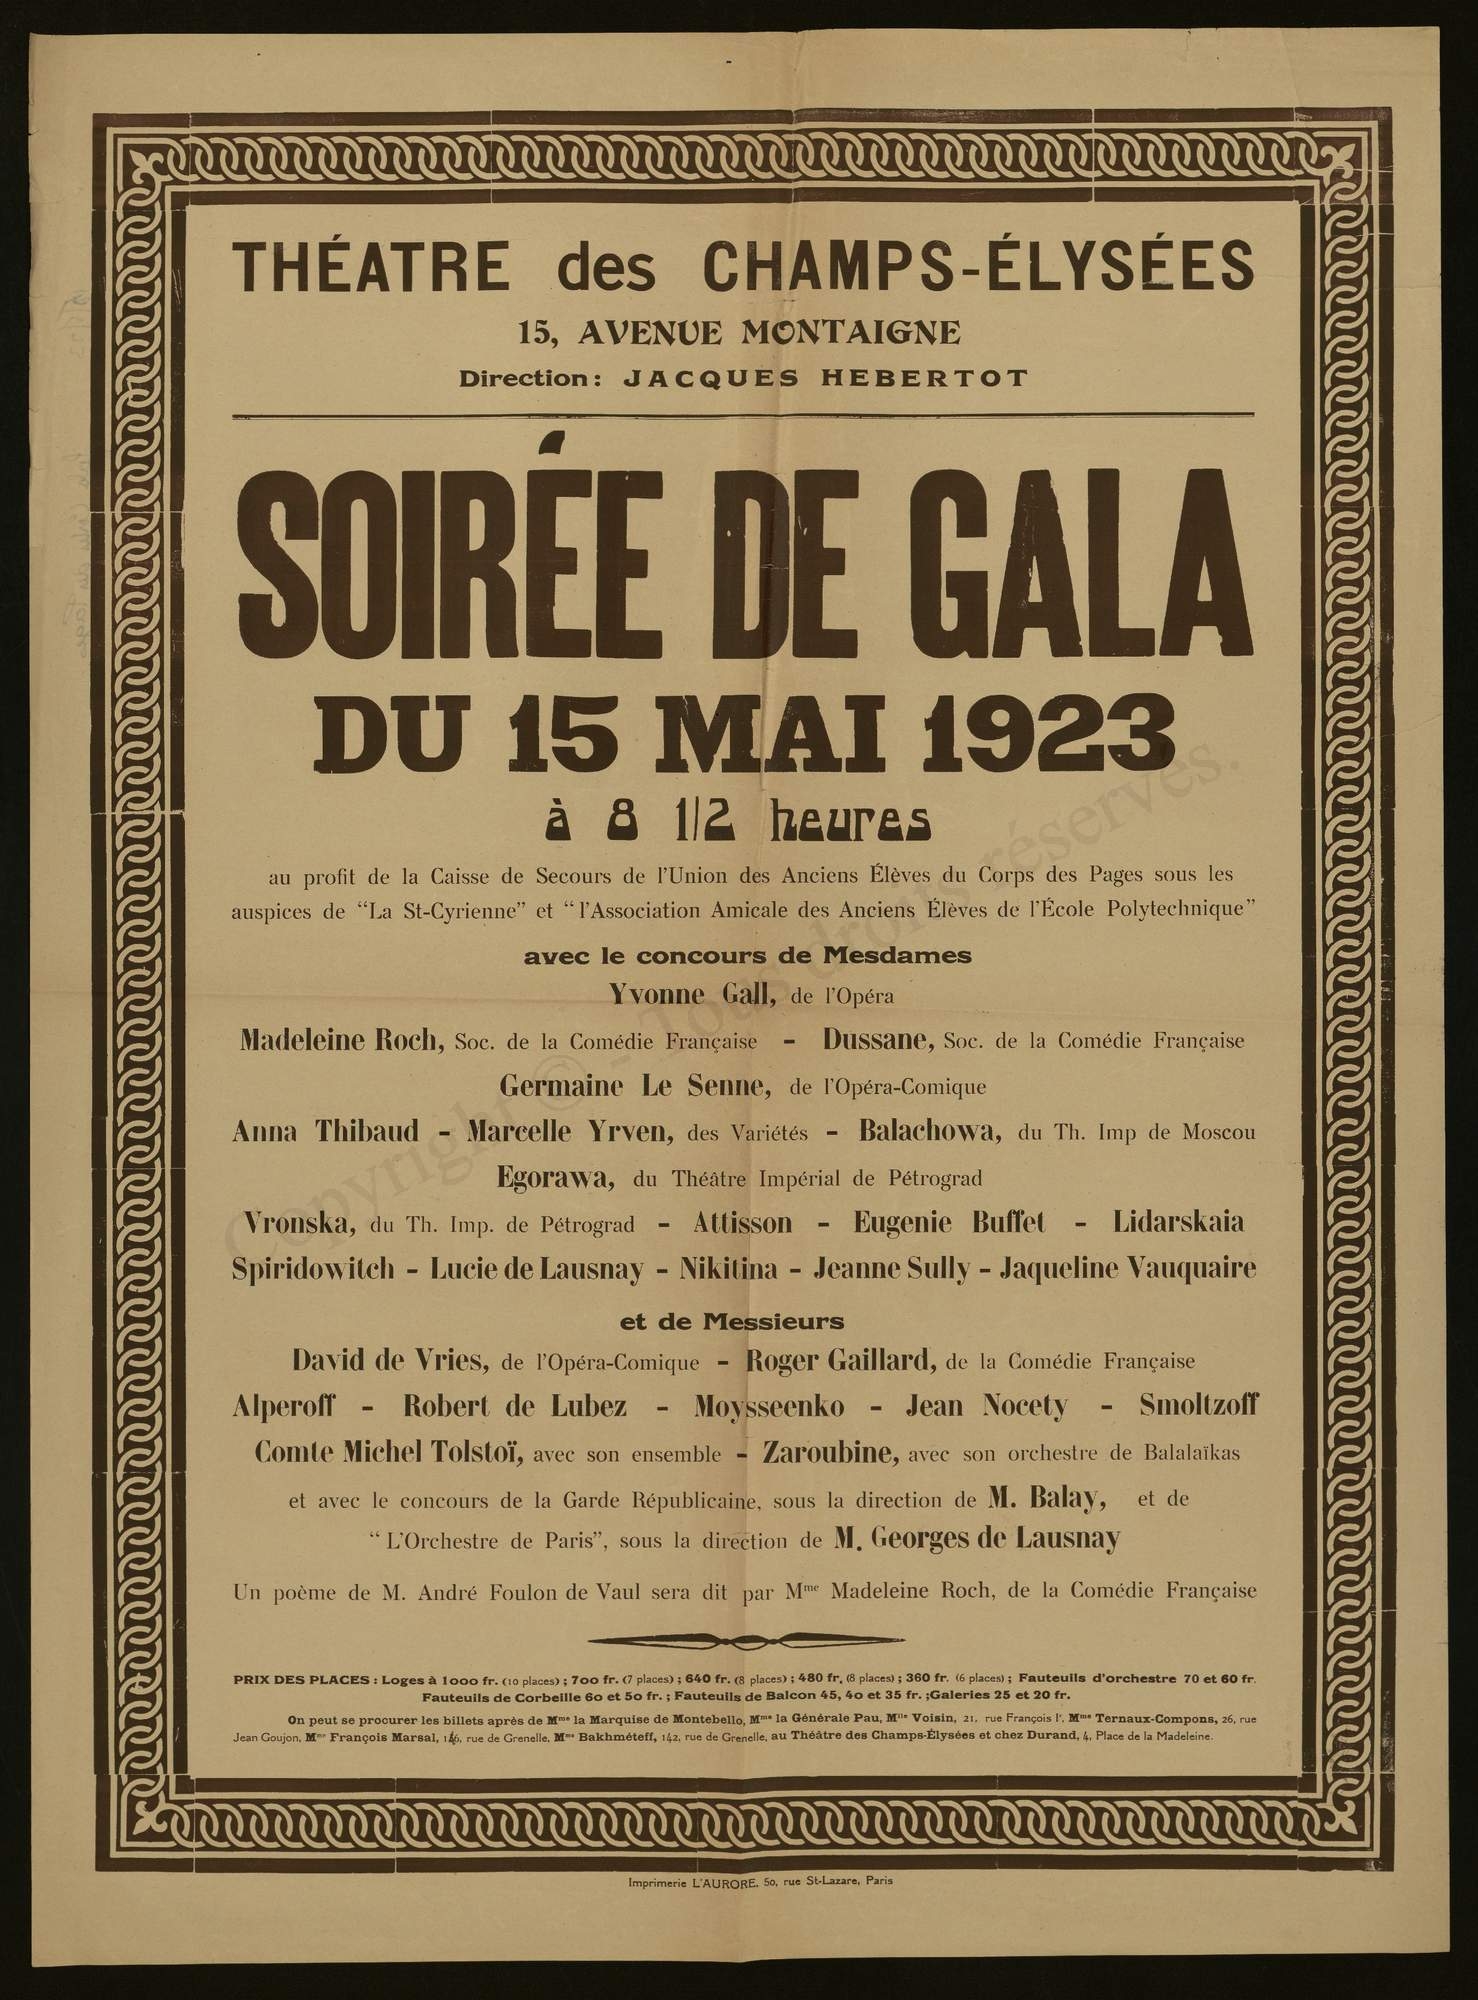 THÉATRE des CHAMPS-ÉLYSÉES
15, AVENUE MONTAIGNE
Direction: JACQUES HEBERTOT
SOIRÉE DE GALA
DU 15 MAI 1923
à 8 1/2 heures
au profit de la Caisse de Secours de l'Union des Anciens Élèves du Corps des Pages sous les
auspices de "La St-Cyrienne" et "l'Association Amicale des Anciens Élèves de l'École Polytechnique"
avec le concours de Mesdames
Yvonne Gall, de l'Opéra
Madeleine Roch, Soc. de la Comédie Française - Dussane, Soc. de la Comédie Française
Germaine Le Senne, de l'Opéra-Comique
Anna Thibaud - Marcelle Yrven, des Variétés - Balachowa, du Th. Imp de Moscou
Egorawa, du Théâtre Impérial de Pétrograd
Vronska, du Th. Imp. de Pétrograd - Attisson - Eugenie Buffet - Lidarskaia
Spiridowitch - Lucie de Lausnay - Nikitina - Jeanne Sully - Jaqueline Vauquaire
et de Messieurs
David de Vries, de l'Opéra-Comique - Roger Gaillard, de la Comédie Française
Alperoff - Robert de Lubez - Moysseenko - Jean Nocety - Smoltzoff
Comte Michel Tolstoï, avec son ensemble - Zaroubine, avec son orchestre de Balalaïkas
et avec le concours de la Garde Républicaine, sous la direction de M. Balay, et de
"L'Orchestre de Paris", sous la direction de M. Georges de Lausnay
Un poème de M. André Foulon de Vaul sera dit par Mme Madeleine Roch, de la Comédie Française
PRIX DES PLACES : Loges à 1000 fr. (10 places) ; 700 fr. (7 places) ; 640 fr. (8 places) ; 480 fr, (8 places) ; 360 fr. (6 places) ; Fauteuils d'orchestre 70 et 60 fr.
Fauteuils de Corbeille 60 et 50 fr. ; Fauteuils de Balcon 45, 40 et 35 fr. ;Galeries 25 et 20 fr.
On peut se procurer les billets après de Mme la Marquise de Montebello, Mme la Générale Pau, Mlle Voisin, 21, rue François Ir, Mme Ternaux-Compons, 26, rue
Jean Goujon, Mme François Marsal, 146, rue de Grenelle, Mme Bakhméteff, 142, rue de Grenelle, au Théâtre des Champs-Élysées et chez Durand, 4, Place de la Madeleine.
Imprimerie L'AURORE, 50, rue St-Lazare, Paris
Copyright © - Tous droits réservés.